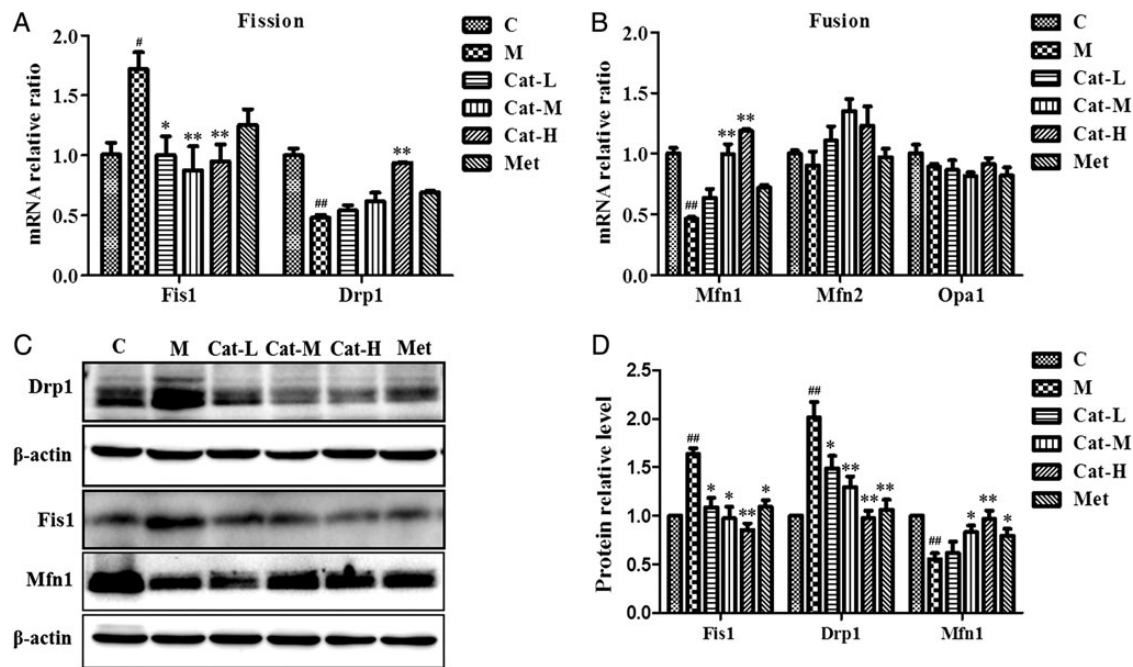 A
Fission
mRNA relative ratio
2.0
1.5
1.0
0.5
0.0
#
*
**
**
##
**
Fis1
Drp1
C
M
Cat-L
Cat-M
Cat-H
Met
B
Fusion
mRNA relative ratio
2.0
1.5
1.0
0.5
0.0
##
**
**
Mfn1
Mfn2
Opa1
C
M
Cat-L
Cat-M
Cat-H
Met
C
C M Cat-L Cat-M Cat-H Met
Drp1
β-actin
Fis1
Mfn1
β-actin
D
Protein relative level
2.5
2.0
1.5
1.0
0.5
0.0
##
*
*
**
*
##
*
**
**
**
##
*
**
*
Fis1
Drp1
Mfn1
C
M
Cat-L
Cat-M
Cat-H
Met